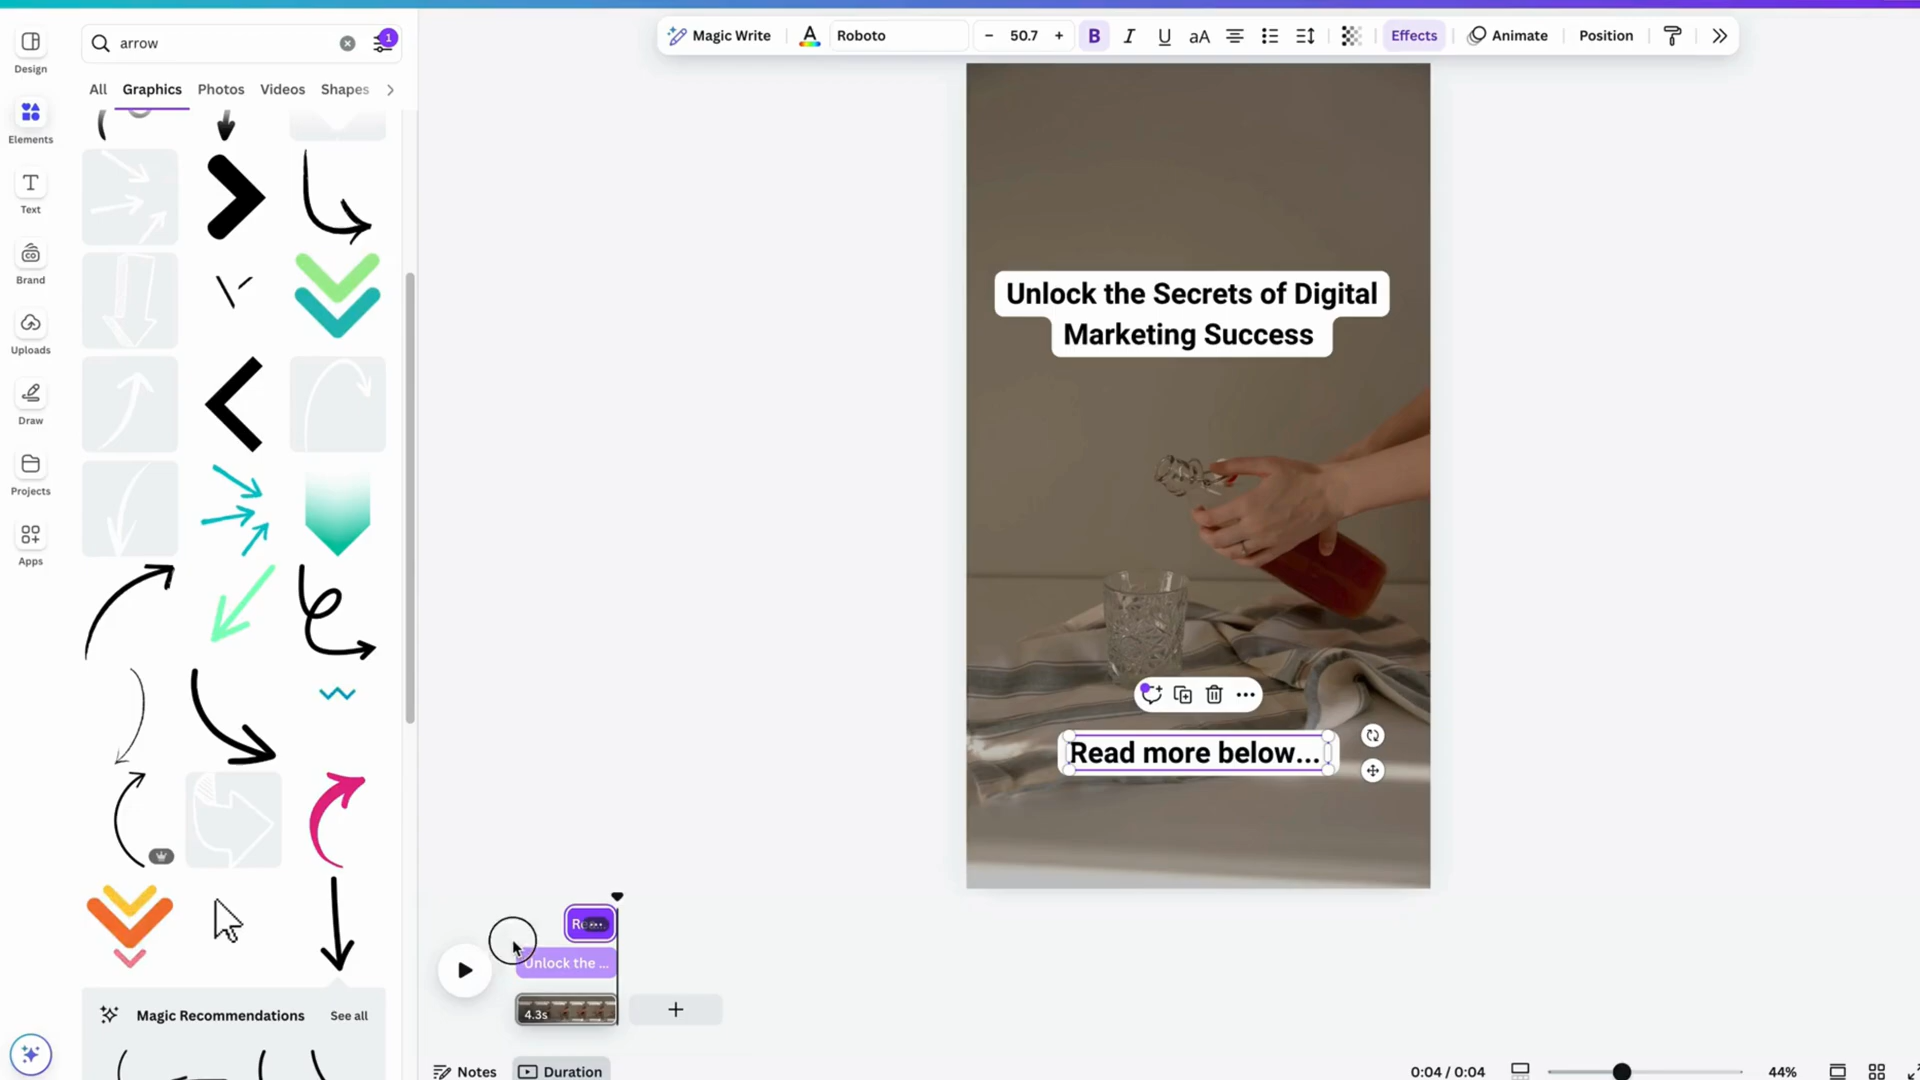 arrow
1
Magic Write
A
Roboto
− 50.7 +
B I U aA
Effects
Animate
Position
Design
Elements
Text
Brand
Uploads
Draw
Projects
Apps
All Graphics Photos Videos Shapes
Unlock the Secrets of Digital
Marketing Success
Read more below...
Magic Recommendations
See all
Unlock the ...
4.3s
Notes
Duration
0:04 / 0:04
44%